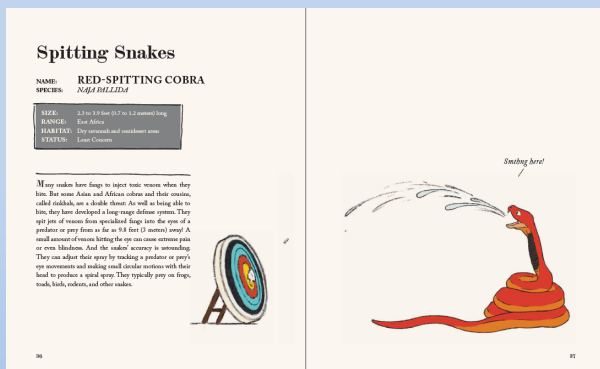 Spitting Snakes
NAME: RED-SPITTING COBRA
SPECIES: NAJA PALLIDA
SIZE: 2.3 to 3.9 feet (0.7 to 1.2 meters) long
RANGE: East Africa
HABITAT: Dry savannah and semidesert areas
STATUS: Least Concern
Many snakes have fangs to inject toxic venom when they
bite. But some Asian and African cobras and their cousins,
called rinkhals, are a double threat: As well as being able to
bite, they have developed a long-range defense system. They
spit jets of venom from specialized fangs into the eyes of a
predator or prey from as far as 9.8 feet (3 meters) away! A
small amount of venom hitting the eye can cause extreme pain
or even blindness. And the snakes' accuracy is astounding.
They can adjust their spray by tracking a predator or prey's
eye movements and making small circular motions with their
head to produce a spiral spray. They typically prey on frogs,
toads, birds, rodents, and other snakes.
Smthng here!
26
27